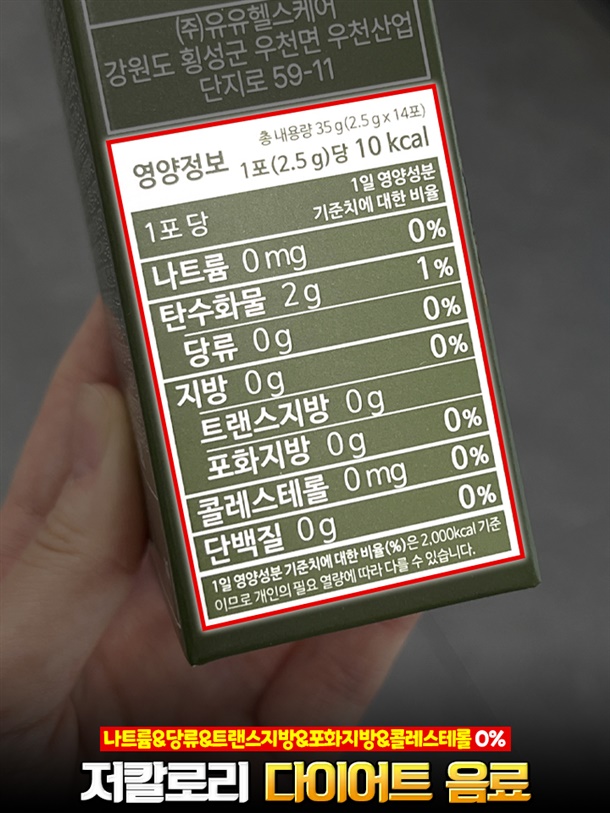 (주)유유헬스케어
강원도 횡성군 우천면 우천산업
단지로 59-11
총 내용량 35 g(2.5 g x 14포)
영양정보 1포(2.5 g)당 10 kcal
1포 당 1일 영양성분
기준치에 대한 비율
나트륨 0 mg 0%
탄수화물 2 g 1%
당류 0 g 0%
지방 0 g 0%
트랜스지방 0 g
포화지방 0 g 0%
콜레스테롤 0 mg 0%
단백질 0 g 0%
1일 영양성분 기준치에 대한 비율(%)은 2,000kcal 기준
이므로 개인의 필요 열량에 따라 다를 수 있습니다.
나트륨&당류&트랜스지방&포화지방&콜레스테롤 0%
저칼로리 다이어트 음료